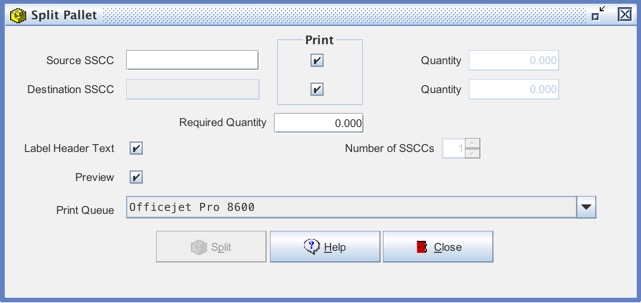 Split Pallet
Print
Source SSCC Quantity 0.000
Destination SSCC Quantity 0.000
Required Quantity 0.000
Label Header Text Number of SSCCs 1
Preview
Print Queue Officejet Pro 8600
Split Help Close